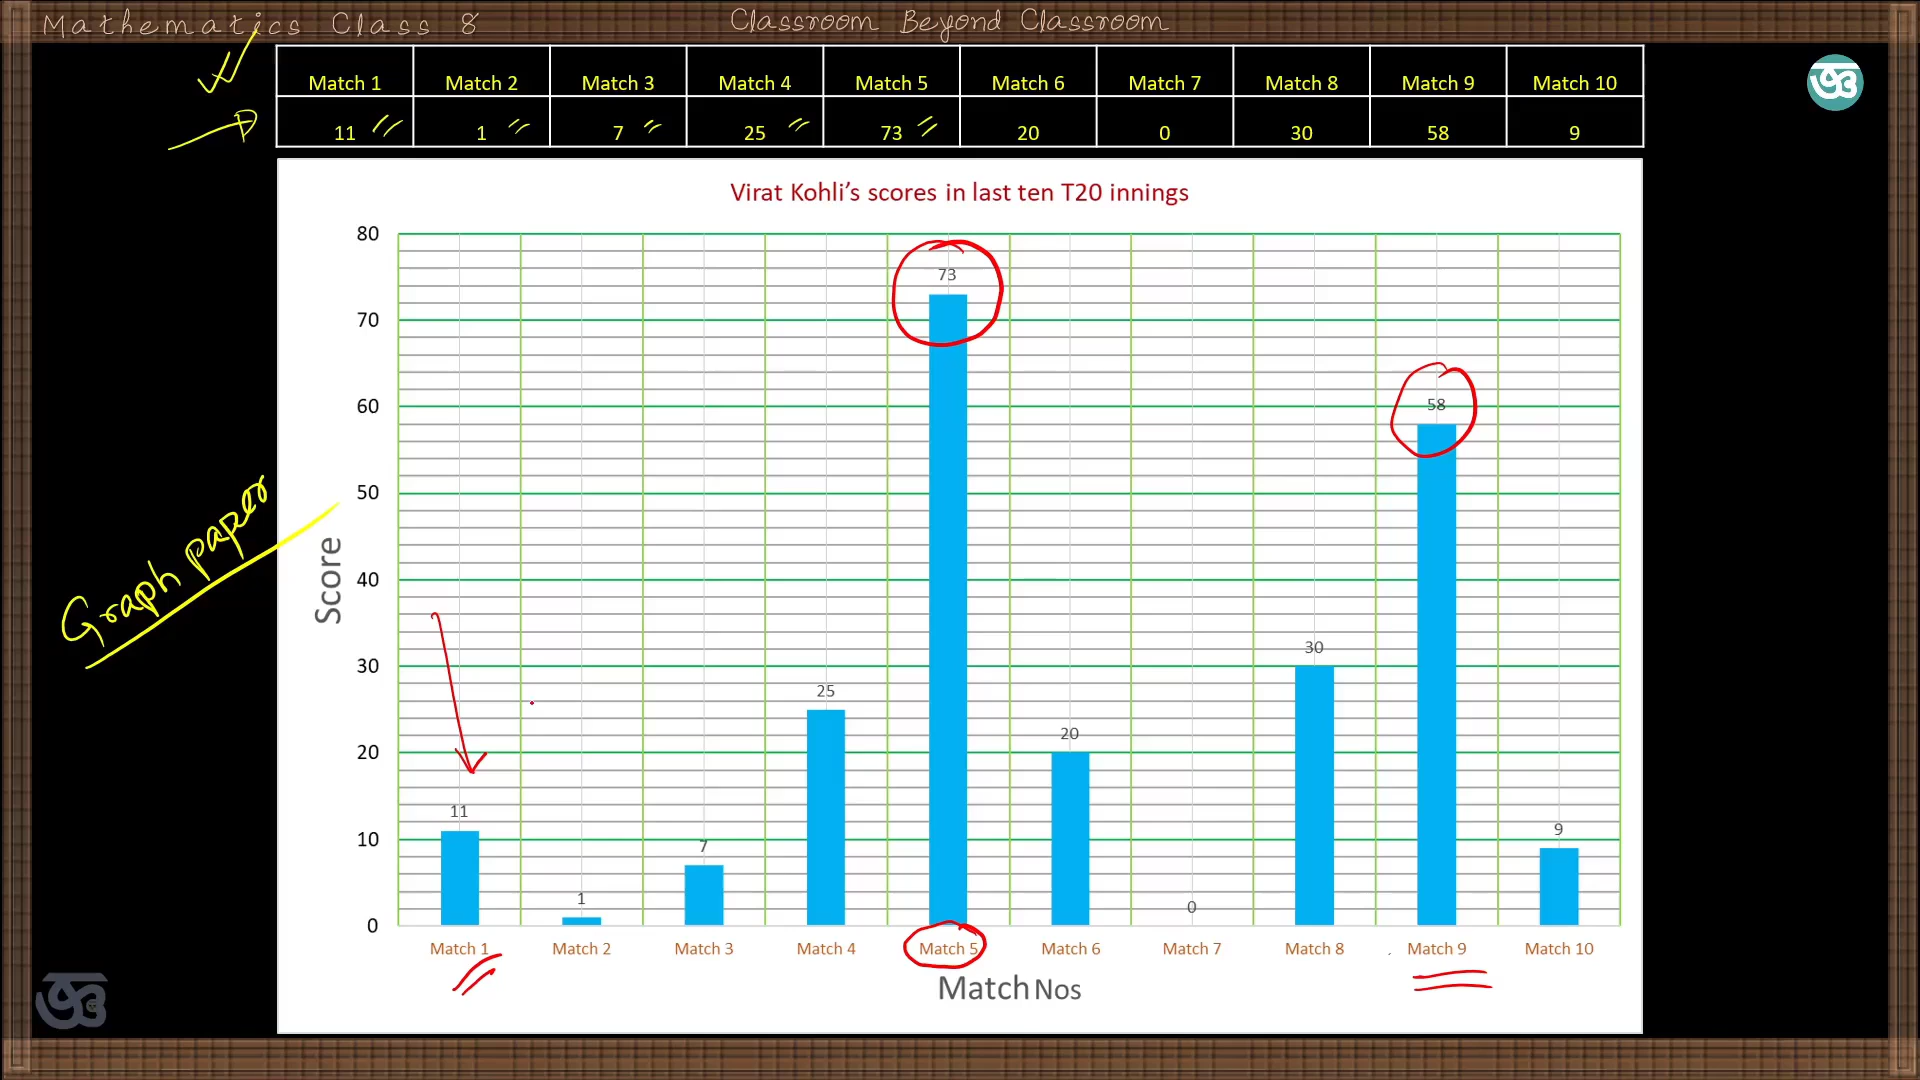 Mathematics Class 8
Classroom Beyond Classroom
Match 1 Match 2 Match 3 Match 4 Match 5 Match 6 Match 7 Match 8 Match 9 Match 10
11 1 7 25 73 20 0 30 58 9
Virat Kohli’s scores in last ten T20 innings
80
73
70
60
58
50
Graph paper
Score
40
30
30
25
20
20
11
10
9
7
1
0
0
Match 1 Match 2 Match 3 Match 4 Match 5 Match 6 Match 7 Match 8 Match 9 Match 10
Match Nos